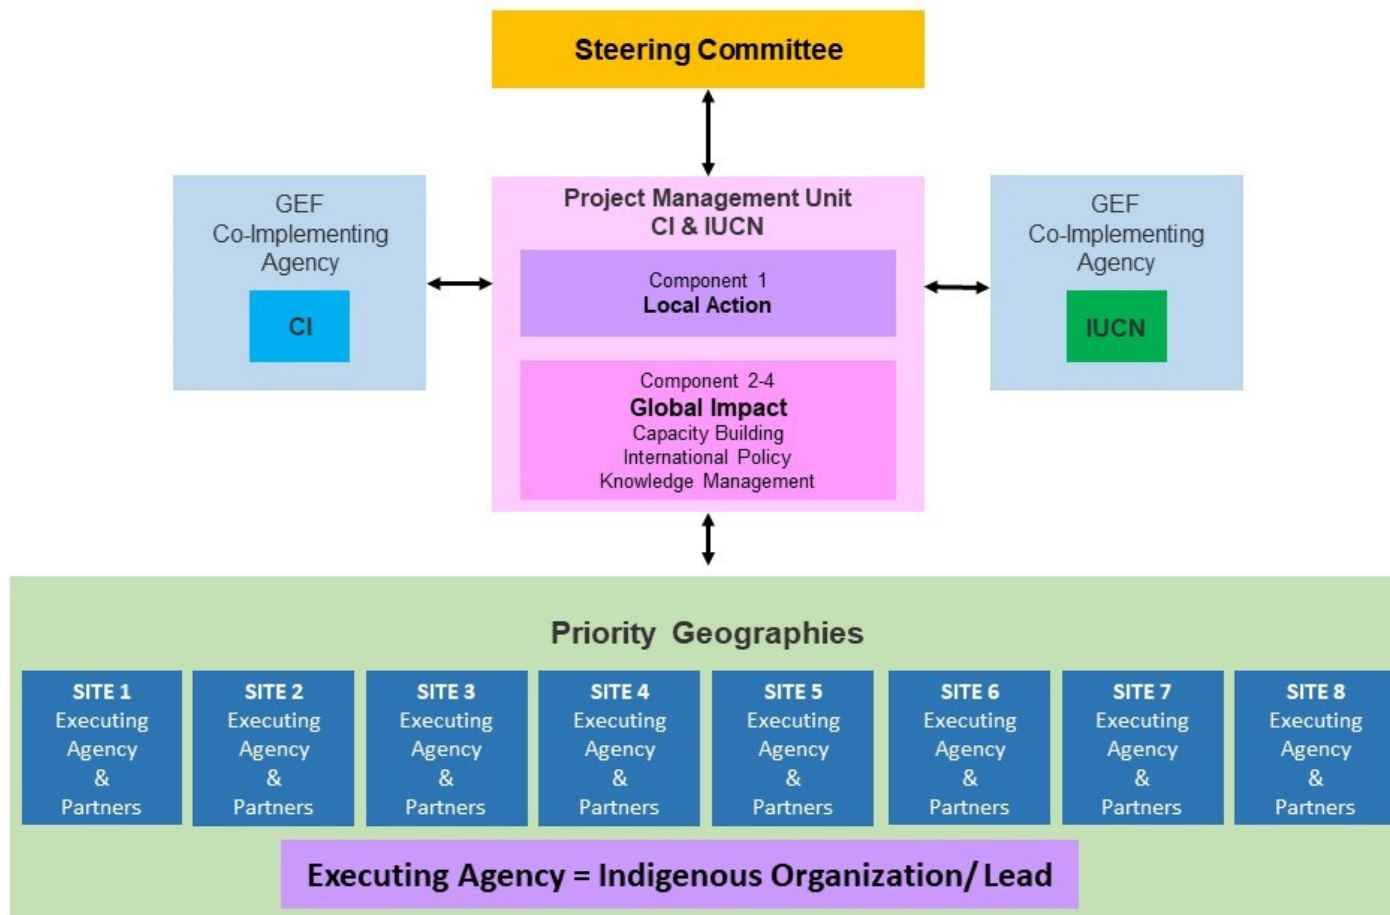 Steering Committee
GEF
Co-Implementing
Agency
CI
Project Management Unit
CI & IUCN
Component 1
Local Action
Component 2-4
Global Impact
Capacity Building
International Policy
Knowledge Management
GEF
Co-Implementing
Agency
IUCN
Priority Geographies
SITE 1
Executing
Agency
&
Partners
SITE 2
Executing
Agency
&
Partners
SITE 3
Executing
Agency
&
Partners
SITE 4
Executing
Agency
&
Partners
SITE 5
Executing
Agency
&
Partners
SITE 6
Executing
Agency
&
Partners
SITE 7
Executing
Agency
&
Partners
SITE 8
Executing
Agency
&
Partners
Executing Agency = Indigenous Organization/ Lead